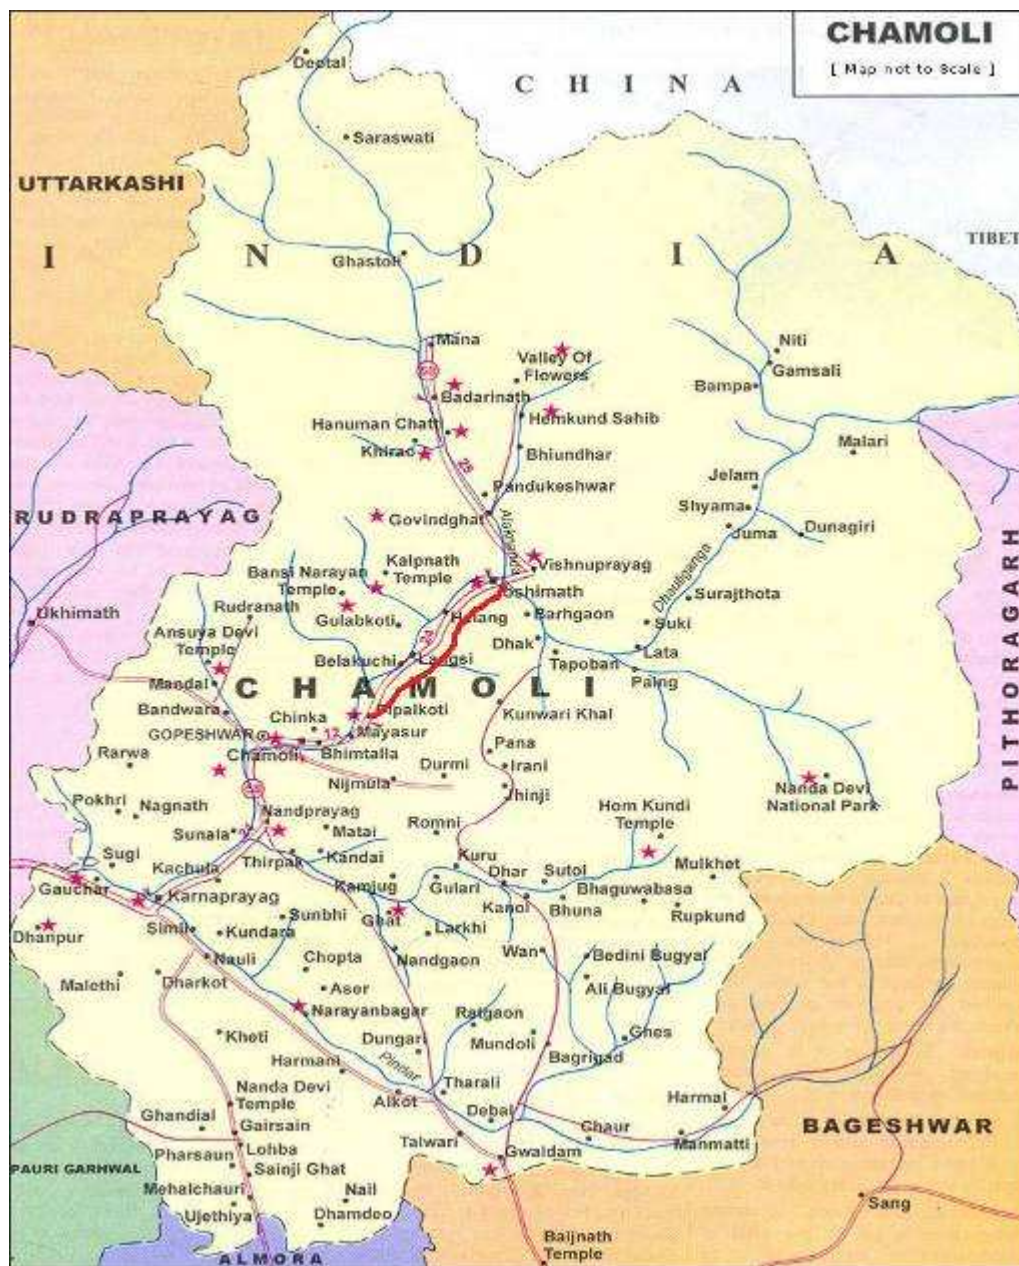 CHAMOLI
[ Map not to Scale ]
CHINA
Deotal
Saraswati
UTTARKASHI
INDIA
TIBET
Ghastoli
Mana
58
Niti
Valley Of
Flowers
Gamsali
Bampa
Badarinath
Hanuman Chatti
Hemkund Sahib
Khirao
Malari
25
Bhiundhar
Jelam
Pandukeshwar
Shyama
RUDRAPRAYAG
Govindghat
Juma
Dunagiri
Alaknanda
Dhauliganga
Kalpnath
Temple
Vishnuprayag
Bansi Narayan
Temple
Joshimath
Surajthota
Ukhimath
Rudranath
Gulabkoti
Helang
Barhgaon
Suki
Ansuya Devi
Temple
24
Dhak
Lata
Belakuchi
Langsi
Tapoban
Paing
PITHORAGARH
Mandal
CHAMOLI
Bandwara
Chinka
Pipalkoti
Kunwari Khal
GOPESHWAR
17
Mayasur
Chamoli
Bhimtalla
Rarwa
Pana
Irani
Durmi
Nijmula
Jhinji
Nanda Devi
National Park
Pokhri
Nagnath
58
Nandprayag
Hom Kundi
Temple
Sunala
Matai
Romni
Sugi
Thirpak
Kandai
Kuru
Mulkhet
Kachula
Dhar
Sutol
Gauchar
Kamjug
Gulari
Bhaguwabasa
Karnaprayag
Kanol
Bhuna
Rupkund
Sunbhi
Ghat
Dhanpur
Simli
Kundara
Larkhi
Nauli
Nandgaon
Wan
Bedini Bugyal
Chopta
Malethi
Dharkot
Aser
Ali Bugyal
Narayanbagar
Ratgaon
Kheti
Dungari
Mundoli
Ghes
Harmani
Pindar
Bagrigad
Nanda Devi
Temple
Tharali
Alkot
Harmal
Ghandial
Gairsain
Debal
Chaur
Manmatti
BAGESHWAR
Lohba
Talwari
Pharsaun
Gwaldam
PAURI GARHWAL
Sainji Ghat
Mehalchauri
Nail
Sang
Ujethiya
Dhamdeo
ALMORA
Baijnath
Temple